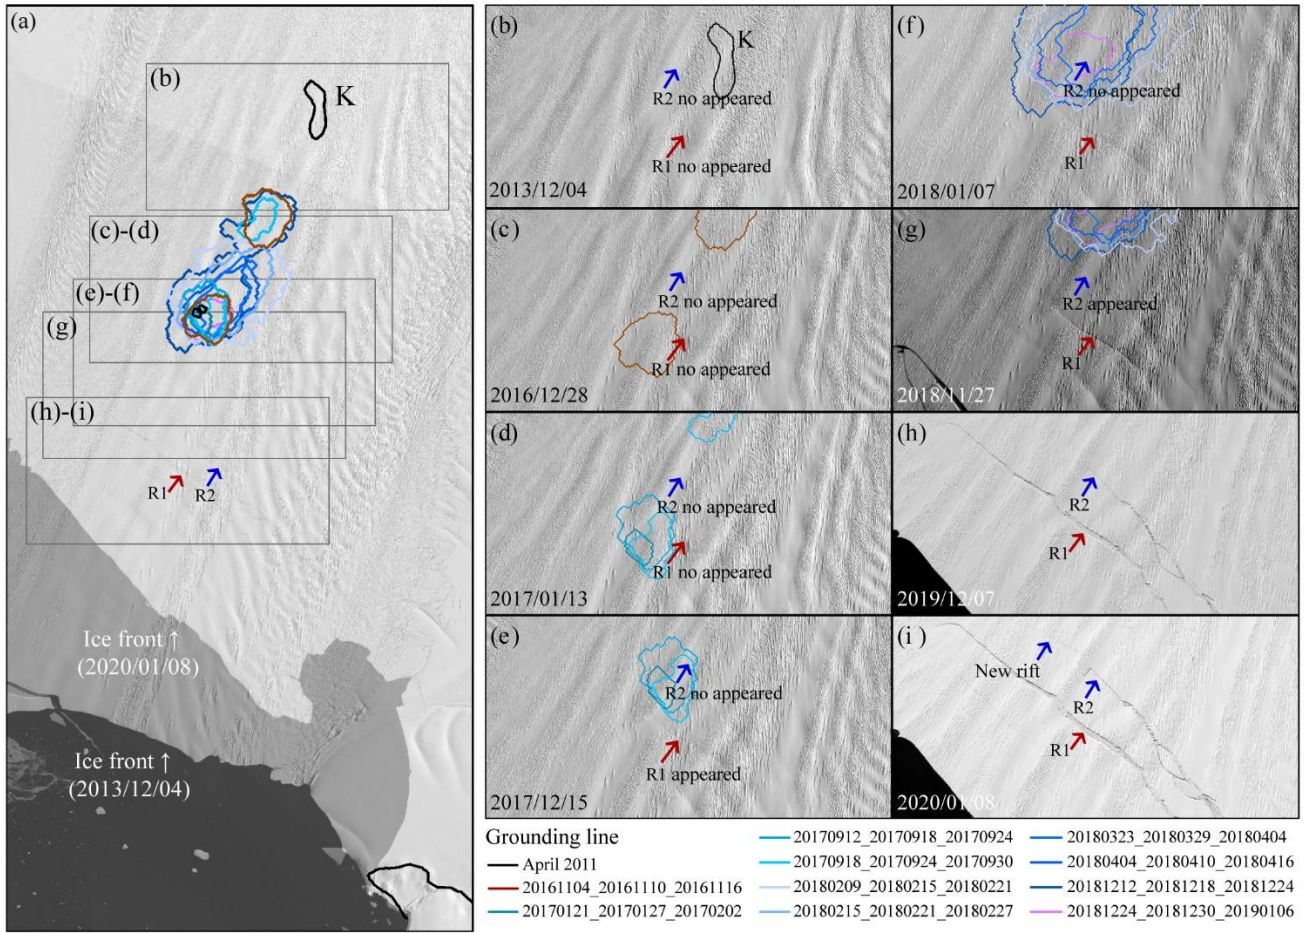 (a)
(b)
K
(c)-(d)
(e)-(f)
(g)
(h)-(i)
R1
R2
Ice front ↑
(2020/01/08)
Ice front ↑
(2013/12/04)
(b)
K
R2 no appeared
R1 no appeared
2013/12/04
(c)
R2 no appeared
R1 no appeared
2016/12/28
(d)
R2 no appeared
R1 no appeared
2017/01/13
(e)
R2 no appeared
R1 appeared
2017/12/15
(f)
R2 no appeared
R1
2018/01/07
(g)
R2 appeared
R1
2018/11/27
(h)
R2
R1
2019/12/07
(i)
New rift
R2
R1
2020/01/08
Grounding line
April 2011
20161104_20161110_20161116
20170121_20170127_20170202
20170912_20170918_20170924
20170918_20170924_20170930
20180209_20180215_20180221
20180215_20180221_20180227
20180323_20180329_20180404
20180404_20180410_20180416
20181212_20181218_20181224
20181224_20181230_20190106